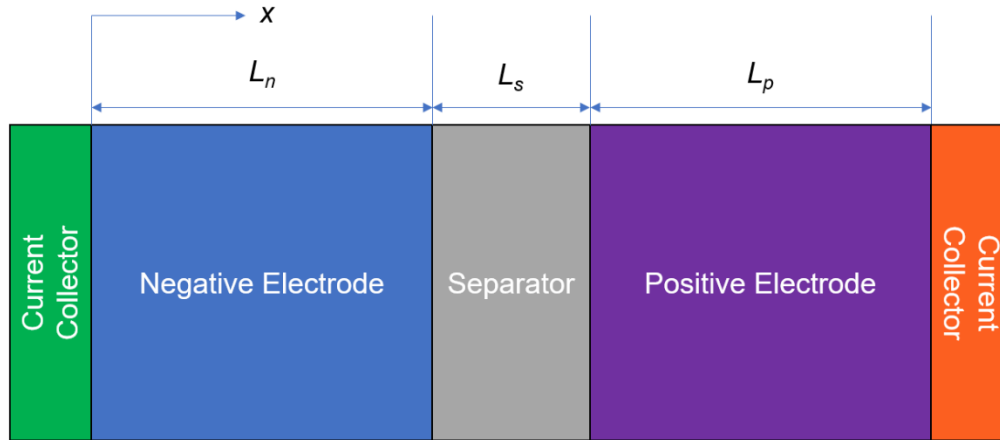 x
Lₙ
Lₛ
Lₚ
Current
Collector
Negative Electrode
Separator
Positive Electrode
Current
Collector